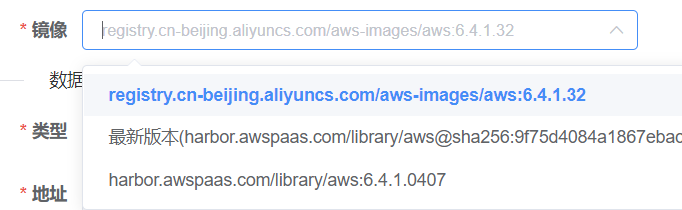 * 镜像
registry.cn-beijing.aliyuncs.com/aws-images/aws:6.4.1.32
数据
registry.cn-beijing.aliyuncs.com/aws-images/aws:6.4.1.32
* 类型
最新版本(harbor.awspaas.com/library/aws@sha256:9f75d4084a1867ebac
* 地址
harbor.awspaas.com/library/aws:6.4.1.0407